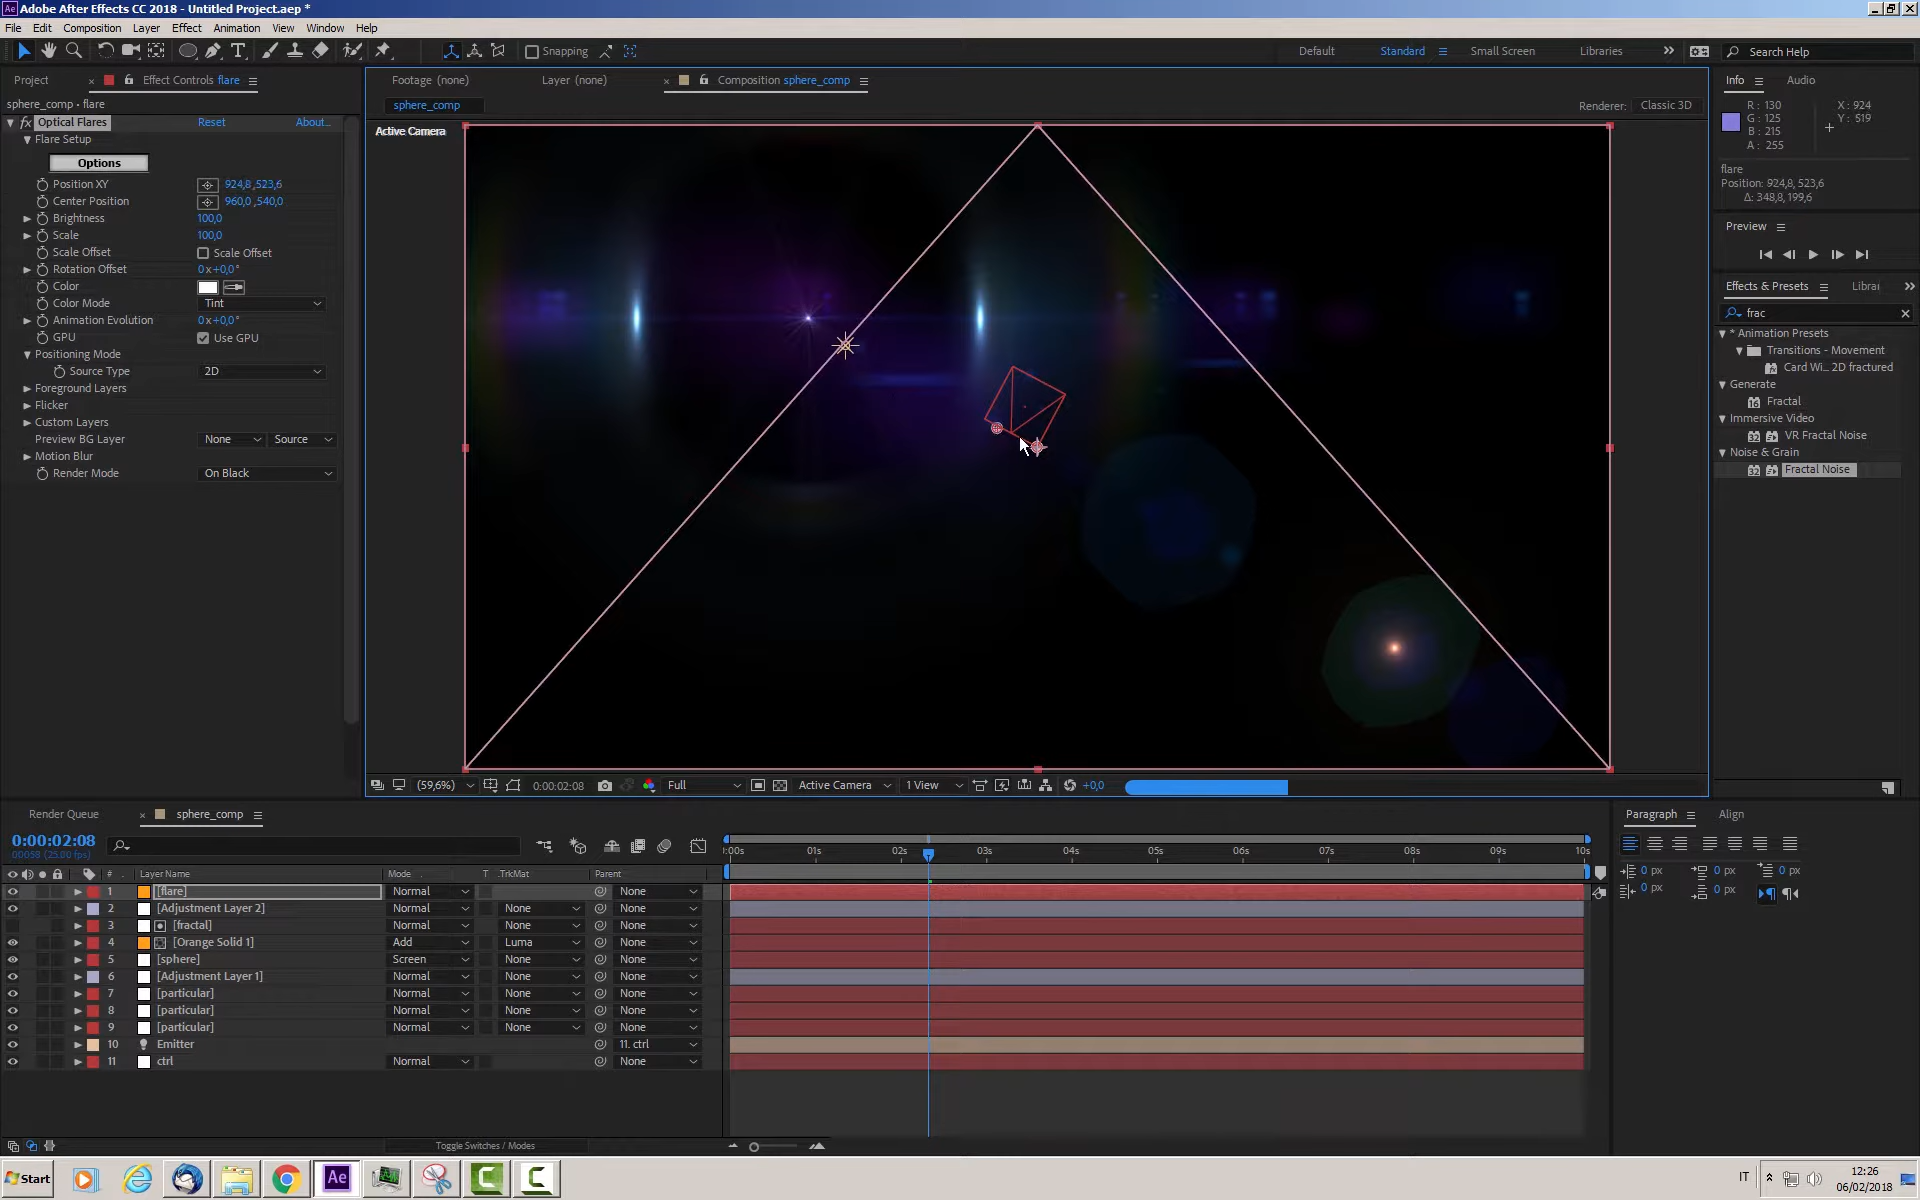 Adobe After Effects CC 2018 - Untitled Project.aep *
File Edit Composition Layer Effect Animation View Window Help
Snapping Default Standard Small Screen Libraries Search Help
Project Effect Controls flare
sphere_comp • flare
fx Optical Flares Reset About...
Flare Setup
Options
Position XY 924,8 ,523,6
Center Position 960,0 ,540,0
Brightness 100,0
Scale 100,0
Scale Offset Scale Offset
Rotation Offset 0 x +0,0 °
Color
Color Mode Tint
Animation Evolution 0 x +0,0 °
GPU Use GPU
Positioning Mode
Source Type 2D
Foreground Layers
Flicker
Custom Layers
Preview BG Layer None Source
Motion Blur
Render Mode On Black
Footage (none) Layer (none) Composition sphere_comp
sphere_comp
Renderer: Classic 3D
Active Camera
(59,6%) 0:00:02:08 Full Active Camera 1 View +0,0
Info Audio
R : 130 X : 924
G : 125 Y : 519
B : 215
A : 255
flare
Position: 924,8, 523,6
Δ: 348,8, 199,6
Preview
Effects & Presets Librai
frac
* Animation Presets
Transitions - Movement
Card Wi... 2D fractured
Generate
Fractal
Immersive Video
VR Fractal Noise
Noise & Grain
Fractal Noise
Render Queue sphere_comp
0:00:02:08
00058 (25.00 fps)
# Layer Name Mode T .TrkMat Parent
:00s 01s 02s 03s 04s 05s 06s 07s 08s 09s 10s
1 [flare] Normal None
2 [Adjustment Layer 2] Normal None None
3 [fractal] Normal None None
4 [Orange Solid 1] Add Luma None
5 [sphere] Screen None None
6 [Adjustment Layer 1] Normal None None
7 [particular] Normal None None
8 [particular] Normal None None
9 [particular] Normal None None
10 Emitter 11. ctrl
11 ctrl Normal None
Toggle Switches / Modes
Paragraph Align
0 px 0 px 0 px
0 px 0 px
Start IT 12:26
06/02/2018